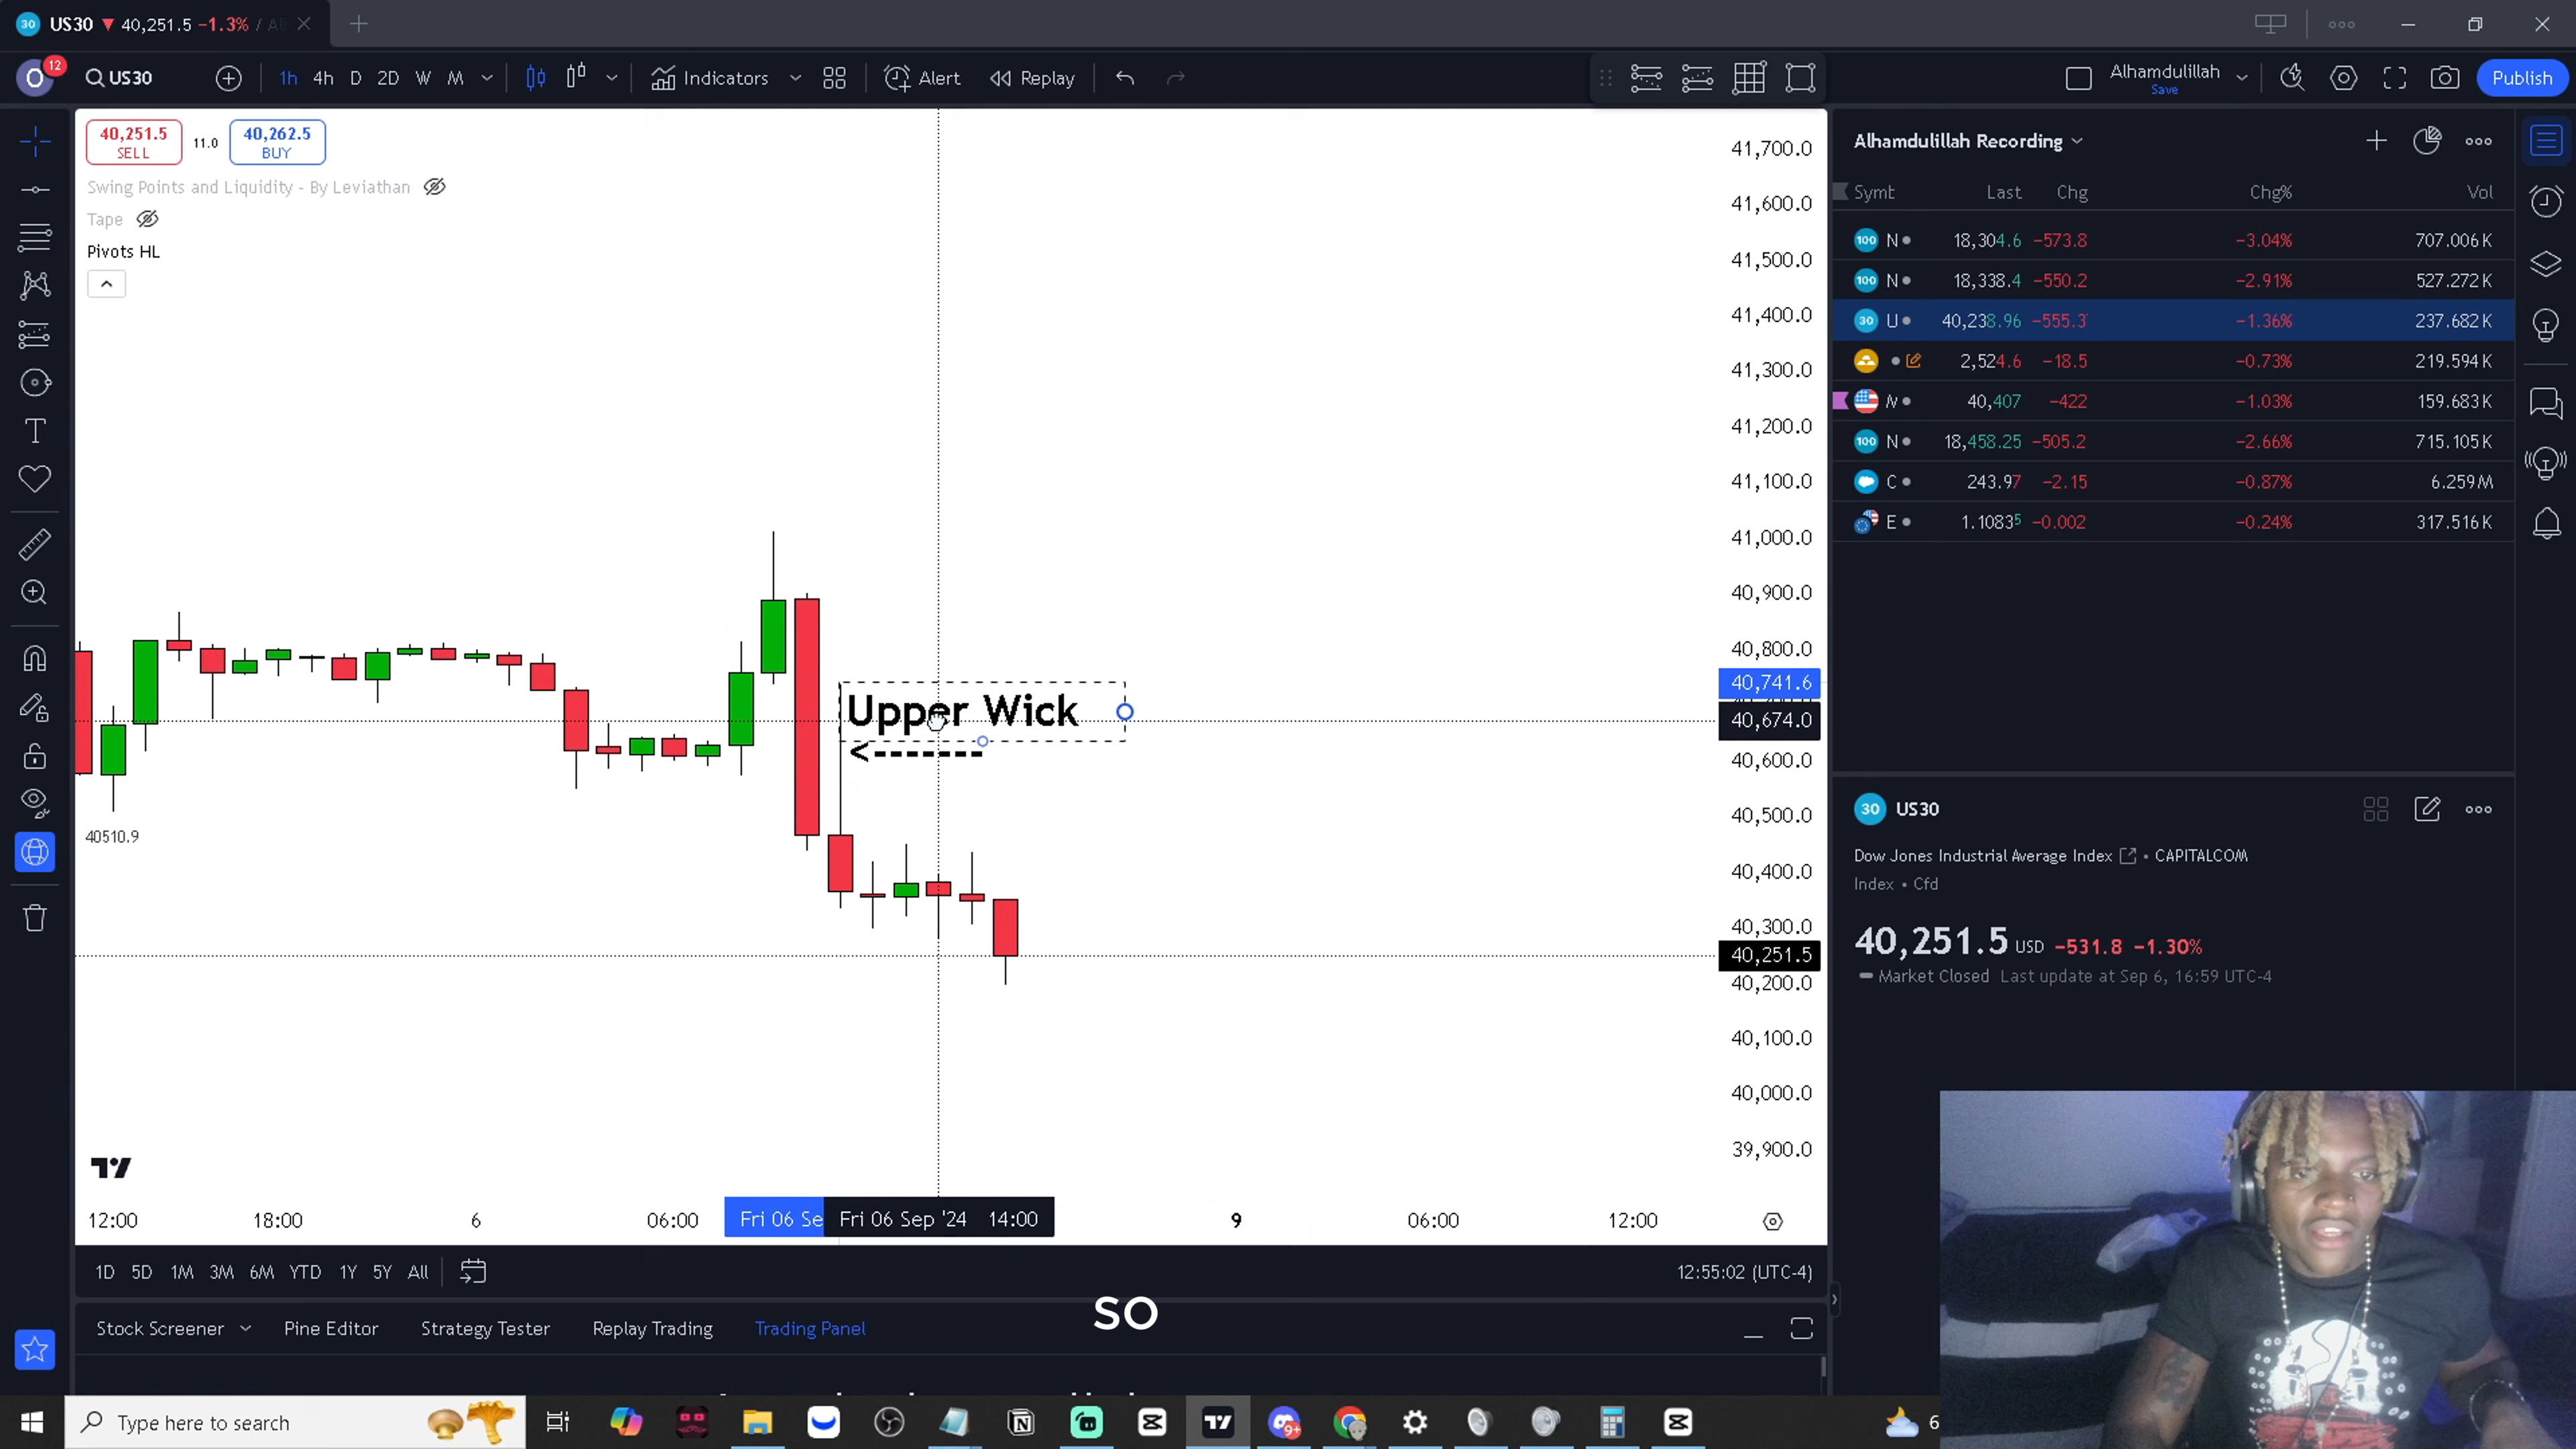 US30 ▼ 40,251.5 −1.3% / Al
12
O
US30
1h 4h D 2D W M
Indicators
Alert
Replay
Alhamdulillah
Save
Publish
40,251.5
SELL
11.0
40,262.5
BUY
Swing Points and Liquidity - By Leviathan
Tape
Pivots HL
Upper Wick
<-------
40510.9
41,700.0
41,600.0
41,500.0
41,400.0
41,300.0
41,200.0
41,100.0
41,000.0
40,900.0
40,800.0
40,741.6
40,674.0
40,600.0
40,500.0
40,400.0
40,300.0
40,251.5
40,200.0
40,100.0
40,000.0
39,900.0
12:00 18:00 6 06:00 Fri 06 Se Fri 06 Sep '24 14:00 9 06:00 12:00
1D 5D 1M 3M 6M YTD 1Y 5Y All
12:55:02 (UTC-4)
so
Stock Screener Pine Editor Strategy Tester Replay Trading Trading Panel
Alhamdulillah Recording
Symt Last Chg Chg% Vol
100 N 18,304.6 −573.8 −3.04% 707.006K
100 N 18,338.4 −550.2 −2.91% 527.272K
30 U 40,238.96 −555.3 −1.36% 237.682K
2,524.6 −18.5 −0.73% 219.594K
40,407 −422 −1.03% 159.683K
100 N 18,458.25 −505.2 −2.66% 715.105K
C 243.97 −2.15 −0.87% 6.259M
E 1.10835 −0.002 −0.24% 317.516K
30 US30
Dow Jones Industrial Average Index • CAPITALCOM
Index • Cfd
40,251.5 USD −531.8 −1.30%
Market Closed Last update at Sep 6, 16:59 UTC-4
Type here to search
9+
6